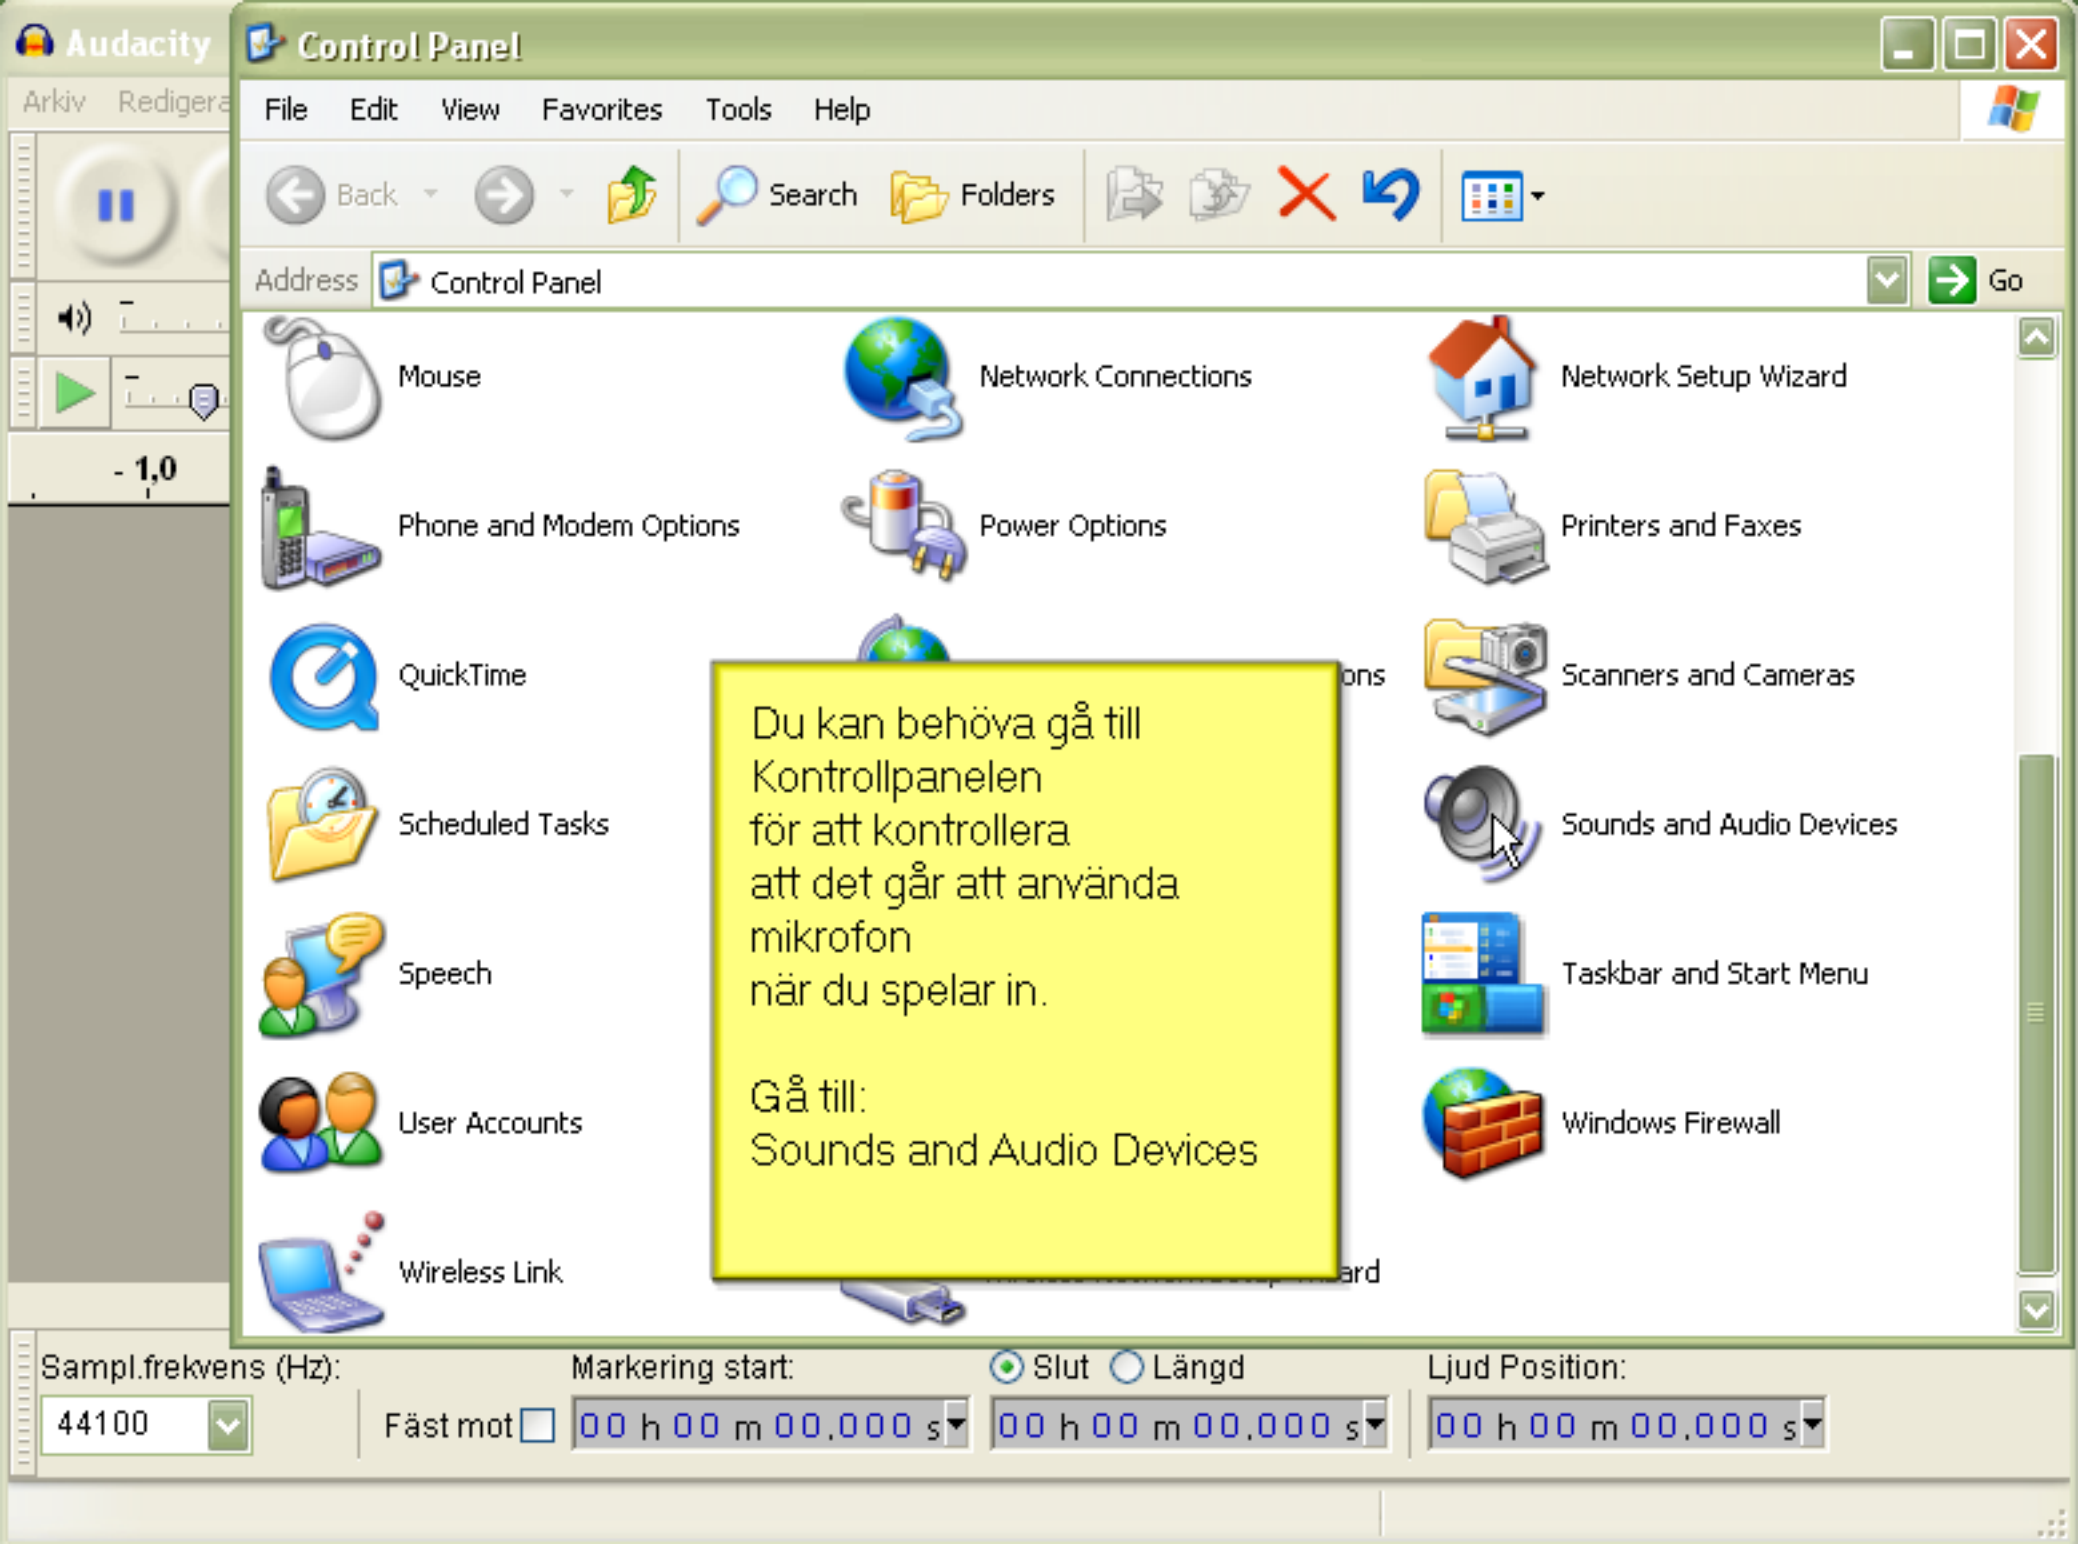 Audacity
Control Panel
Arkiv Redigera
File Edit View Favorites Tools Help
Back Search Folders
Address Control Panel Go
- 1,0
Mouse
Network Connections
Network Setup Wizard
Phone and Modem Options
Power Options
Printers and Faxes
QuickTime
ons
Scanners and Cameras
Scheduled Tasks
Sounds and Audio Devices
Speech
Taskbar and Start Menu
User Accounts
Windows Firewall
Wireless Link
ard
Du kan behöva gå till
Kontrollpanelen
för att kontrollera
att det går att använda
mikrofon
när du spelar in.
Gå till:
Sounds and Audio Devices
Sampl.frekvens (Hz): Markering start: Slut Längd Ljud Position:
44100 Fäst mot 00 h 00 m 00.000 s 00 h 00 m 00.000 s 00 h 00 m 00.000 s